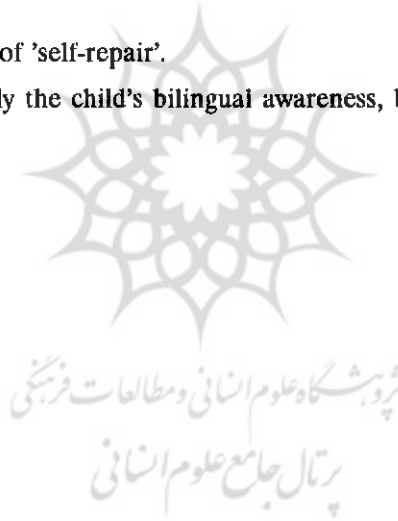 of 'self-repair'.
ly the child's bilingual awareness, b
پژوهشگاه علوم انسانی و مطالعات فرهنگی
پرتال جامع علوم انسانی